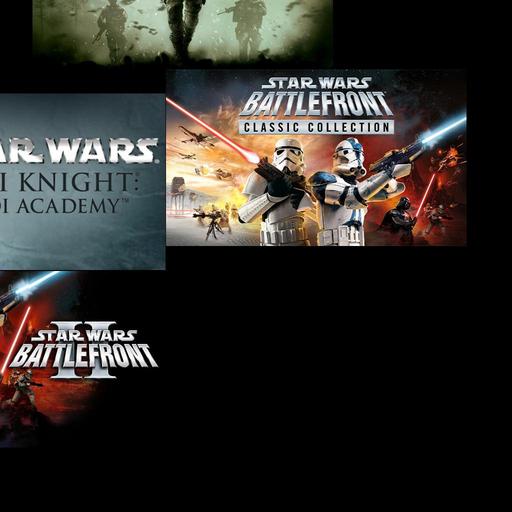 STAR WARS
BATTLEFRONT
CLASSIC COLLECTION
AR WARS.
I KNIGHT:
DI ACADEMY™
II
STAR WARS
BATTLEFRONT